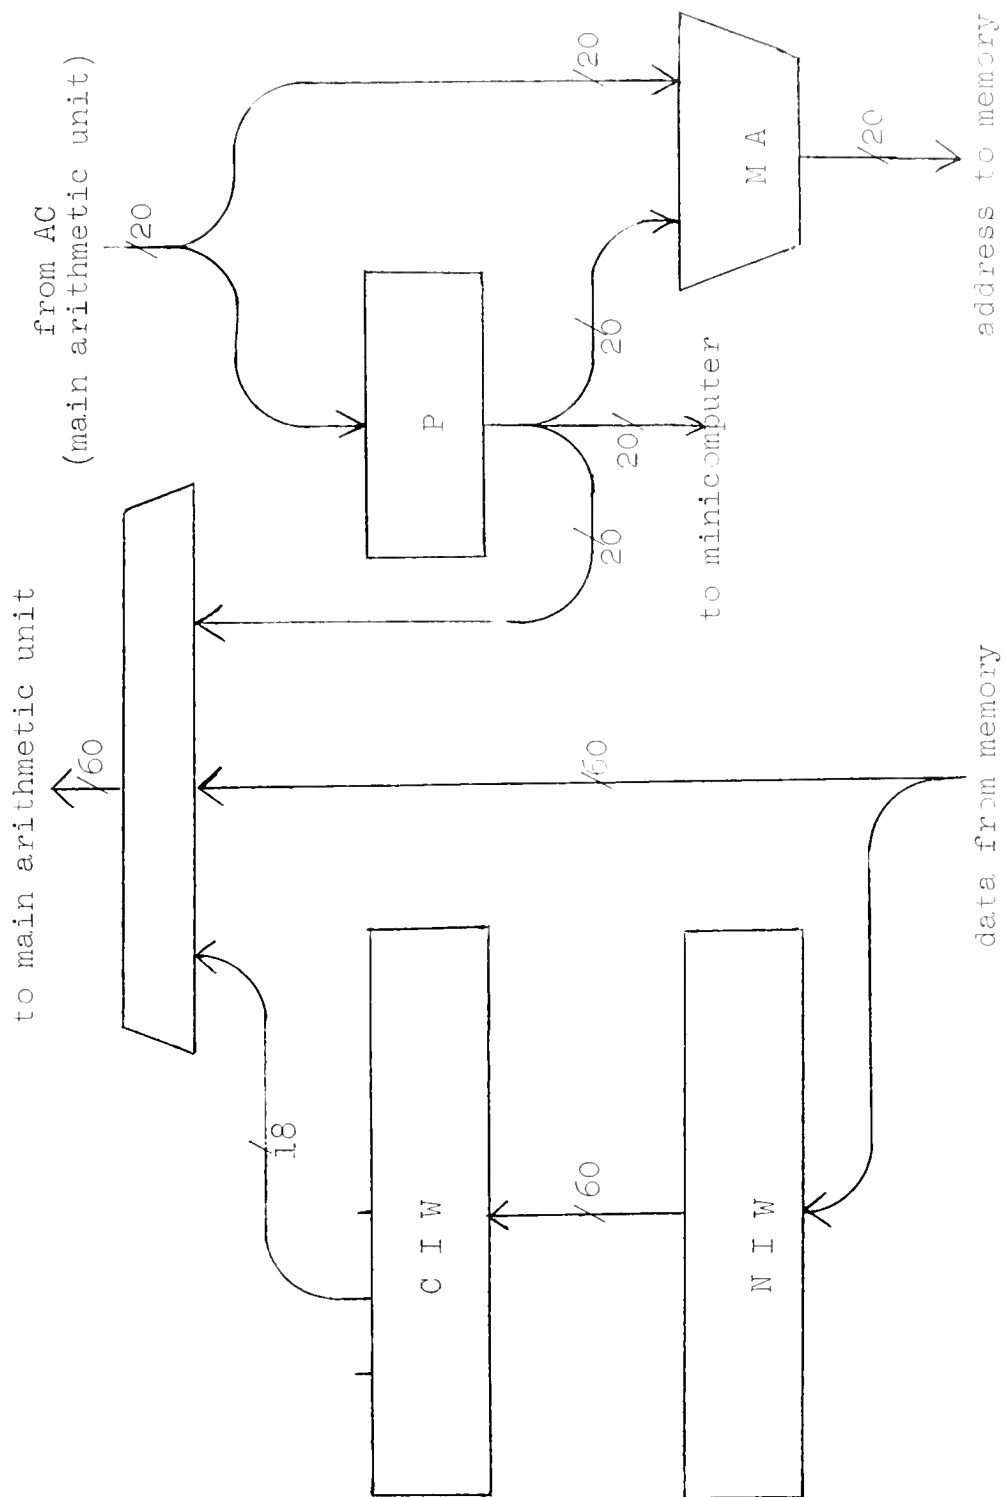 to main arithmetic unit
from AC
(main arithmetic unit)
60
20
20
18
60
60
20
20
20
C I W
P
N I W
M A
to minicomputer
20
data from memory
address to memory